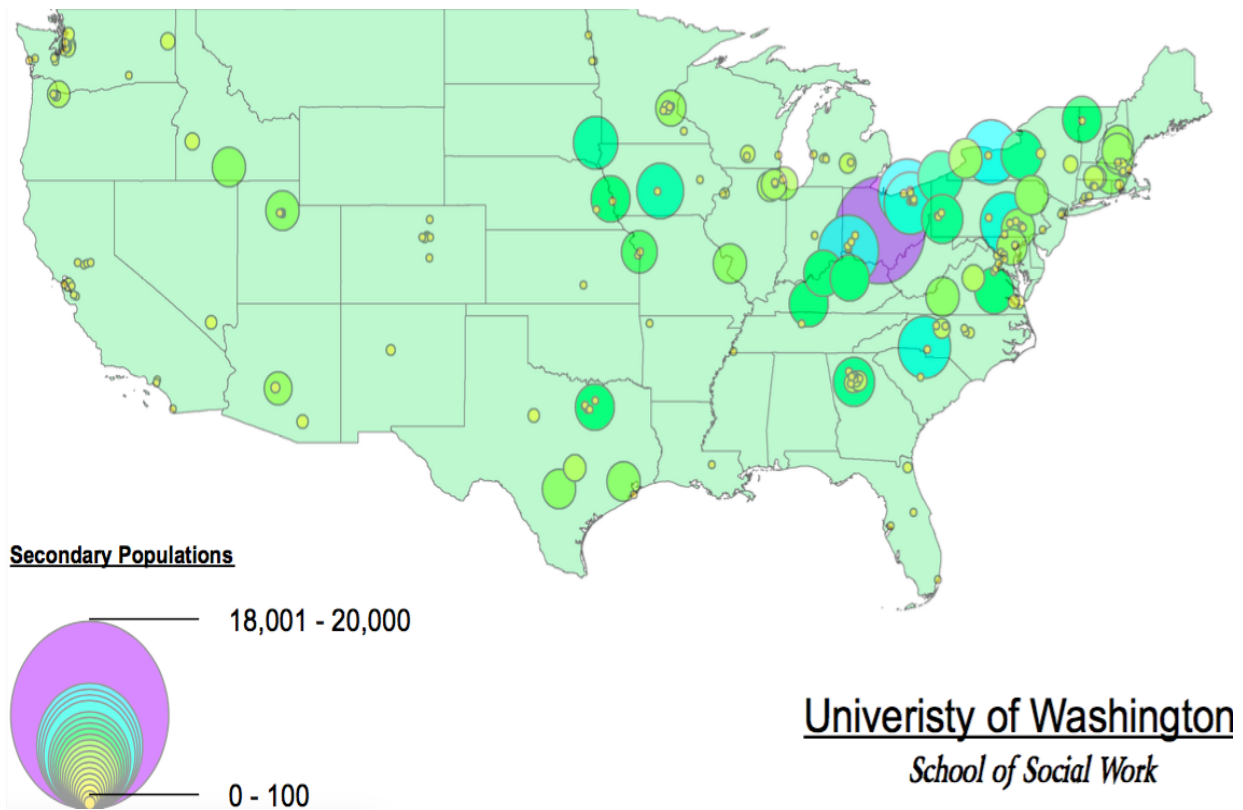 Secondary Populations
18,001 - 20,000
0 - 100
Univeristy of Washington
School of Social Work